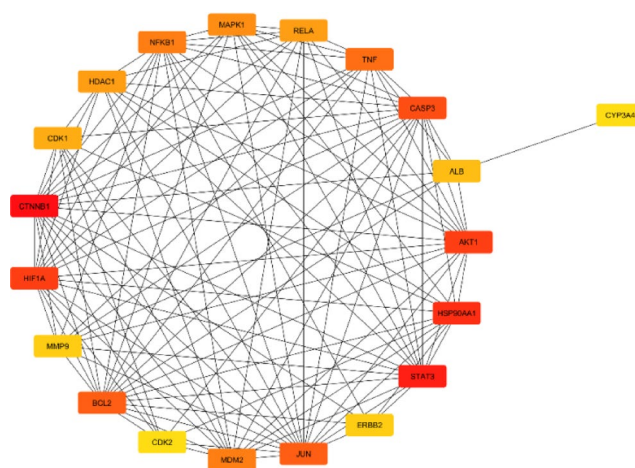 MAPK1
RELA
NFKB1
TNF
HDAC1
CASP3
CYP3A4
CDK1
ALB
CTNNB1
AKT1
HIF1A
HSP90AA1
MMP9
STAT3
BCL2
ERBB2
CDK2
MDM2
JUN